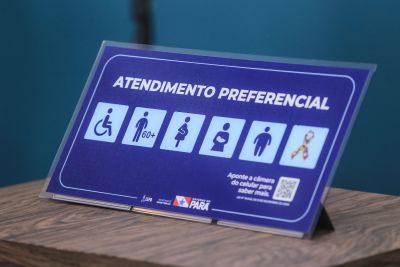 ATENDIMENTO PREFERENCIAL
60+
Aponte a câmera
do celular para
saber mais.
PARÁ